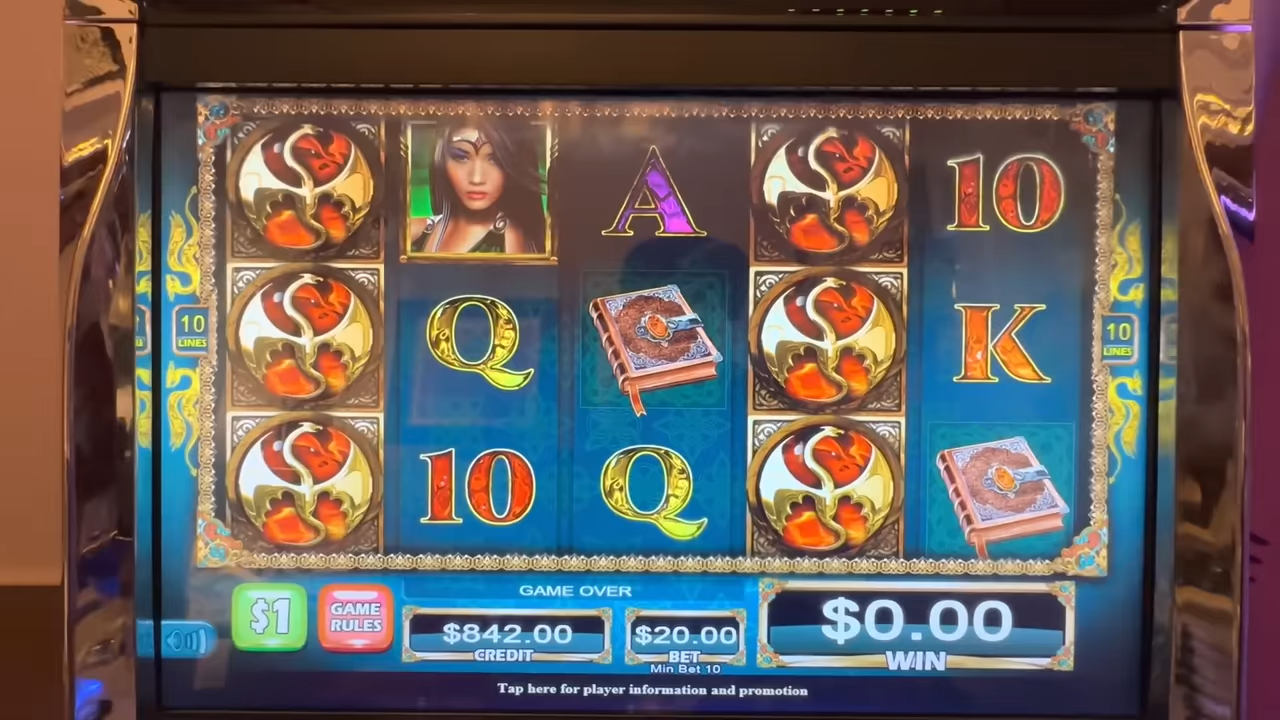 A
10
Q
K
10
Q
10
LINES
10
LINES
$1
GAME
RULES
GAME OVER
$842.00
CREDIT
$20.00
BET
Min Bet 10
$0.00
WIN
Tap here for player information and promotion